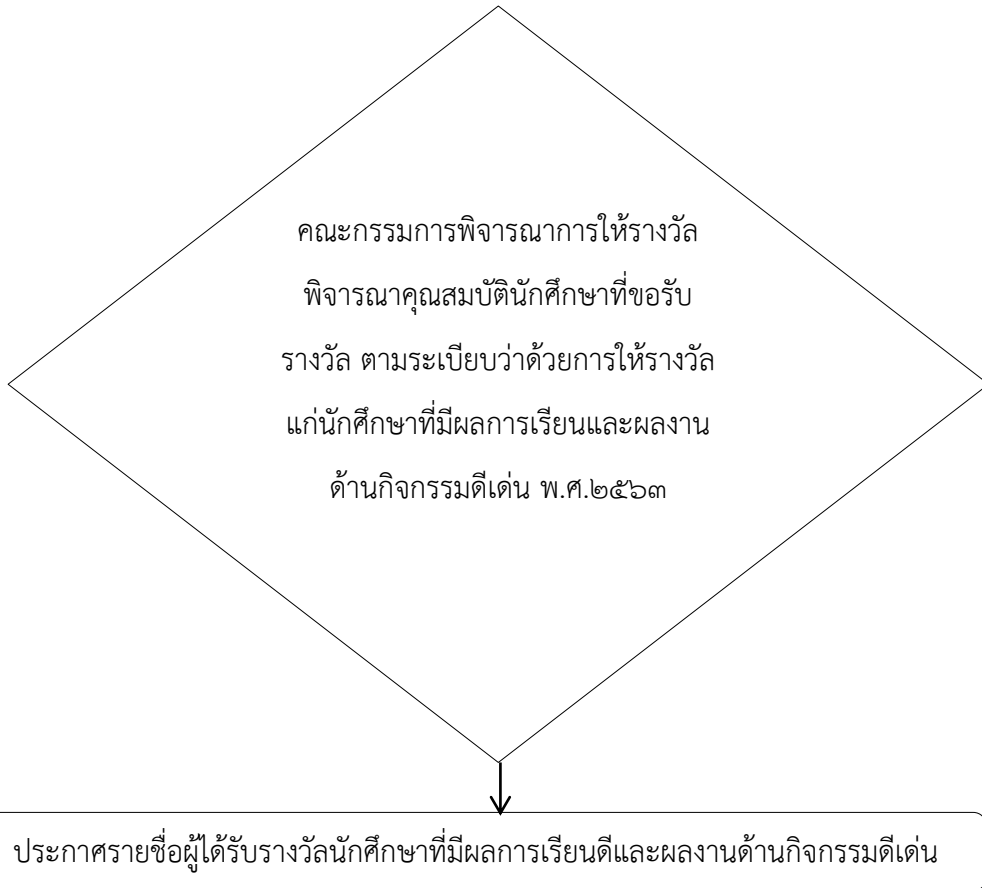 คณะกรรมการพิจารณาการให้รางวัล
พิจารณาคุณสมบัตินักศึกษาที่ขอรับ
รางวัล ตามระเบียบว่าด้วยการให้รางวัล
แก่นักศึกษาที่มีผลการเรียนและผลงาน
ด้านกิจกรรมดีเด่น พ.ศ.๒๕๖๓
ประกาศรายชื่อผู้ได้รับรางวัลนักศึกษาที่มีผลการเรียนดีและผลงานด้านกิจกรรมดีเด่น